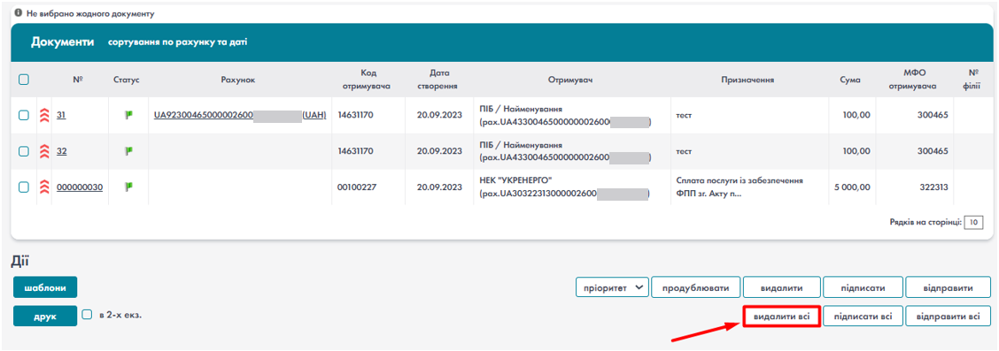 Не вибрано жодного документу
Документи сортування по рахунку та даті
№ Статус Рахунок Код отримувача Дата створення Отримувач Призначення Сума МФО отримувача № філії
31 UA92300465000002600 (UAH) 14631170 20.09.2023 ПІБ / Найменування (рах.UA4330046500000002600 ) тест 100,00 300465
32 14631170 20.09.2023 ПІБ / Найменування (рах.UA4330046500000002600 ) тест 100,00 300465
000000030 00100227 20.09.2023 НЕК "УКРЕНЕРГО" (рах.UA30322313000002600 ) Сплата послуги із забезпечення ФПП зг. Акту п... 5 000,00 322313
Рядків на сторінці: 10
Дії
шаблони пріоритет продублювати видалити підписати відправити
друк в 2-х екз. видалити всі підписати всі відправити всі